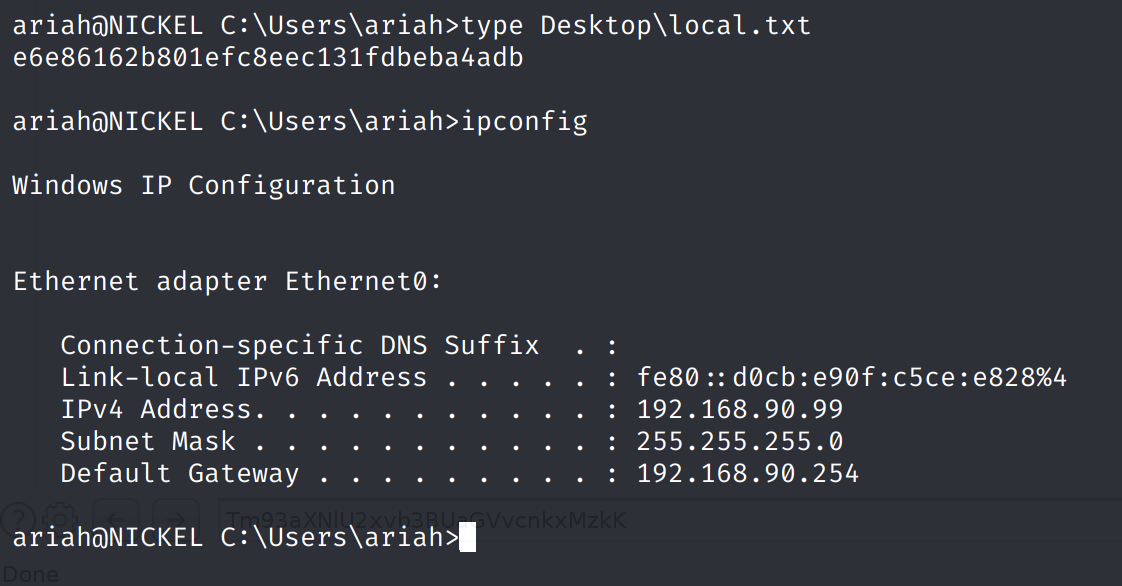 ariah@NICKEL C:\Users\ariah>type Desktop\local.txt
e6e86162b801efc8eec131fdbeba4adb
ariah@NICKEL C:\Users\ariah>ipconfig
Windows IP Configuration
Ethernet adapter Ethernet0:
Connection-specific DNS Suffix  . :
Link-local IPv6 Address . . . . . : fe80::d0cb:e90f:c5ce:e828%4
IPv4 Address. . . . . . . . . . . : 192.168.90.99
Subnet Mask . . . . . . . . . . . : 255.255.255.0
Default Gateway . . . . . . . . . : 192.168.90.254
ariah@NICKEL C:\Users\ariah>
Done